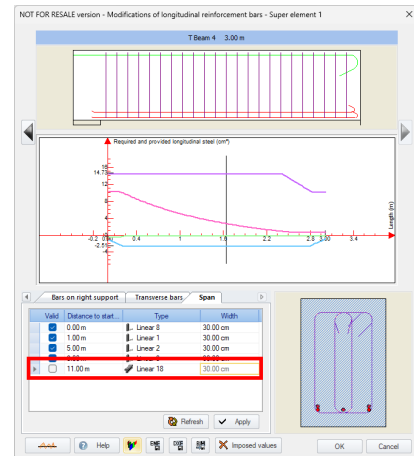 NOT FOR RESALE version - Modifications of longitudinal reinforcement bars - Super element 1
T Beam 4 3.00 m
Required and provided longitudinal steel (cm²)
16
14.73
12
8
4
-0.2 0.4 1 1.6 2.2 2.8 3.00 3.4
Length (m)
Bars on right support Transverse bars Span
Valid Distance to start... Type Width
0.00 m Linear 8 30.00 cm
1.00 m Linear 1 30.00 cm
5.00 m Linear 2 30.00 cm
11.00 m Linear 18 30.00 cm
Refresh Apply
Help Imposed values OK Cancel